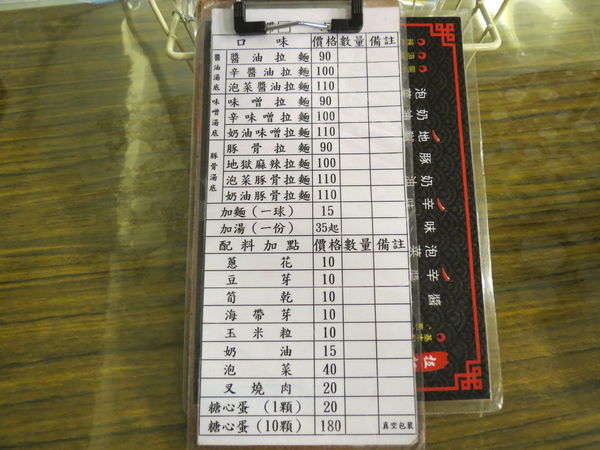 口味 價格 數量 備註
醬油湯底
醬油拉麵 90
辛醬油拉麵 100
泡菜醬油拉麵 110
味噌湯底
味噌拉麵 90
辛味噌拉麵 100
奶油味噌拉麵 110
豚骨湯底
豚骨拉麵 90
地獄麻辣拉麵 100
泡菜豚骨拉麵 110
奶油豚骨拉麵 110
加麵(一球) 15
加湯(一份) 35起
配料加點 價格 數量 備註
蔥花 10
豆芽 10
筍乾 10
海帶芽 10
玉米粒 10
奶油 15
泡菜 40
叉燒肉 20
糖心蛋(1顆) 20
糖心蛋(10顆) 180 真空包裝
泡奶地豚奶辛味泡辛醬